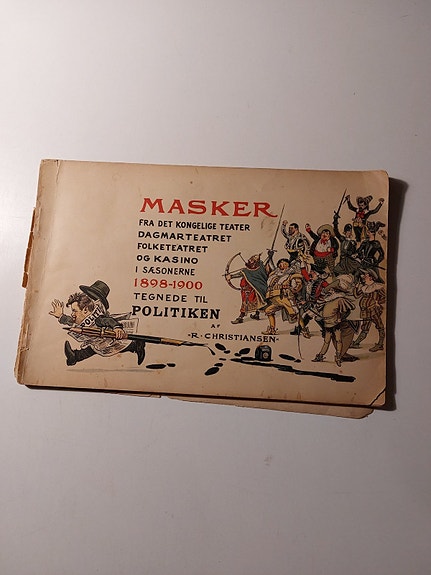 MASKER
FRA DET KONGELIGE TEATER
DAGMARTEATRET
FOLKETEATRET
OG KASINO
I SÆSONERNE
1898-1900
TEGNEDE TIL
POLITIKEN
AF
-R·CHRISTIANSEN-